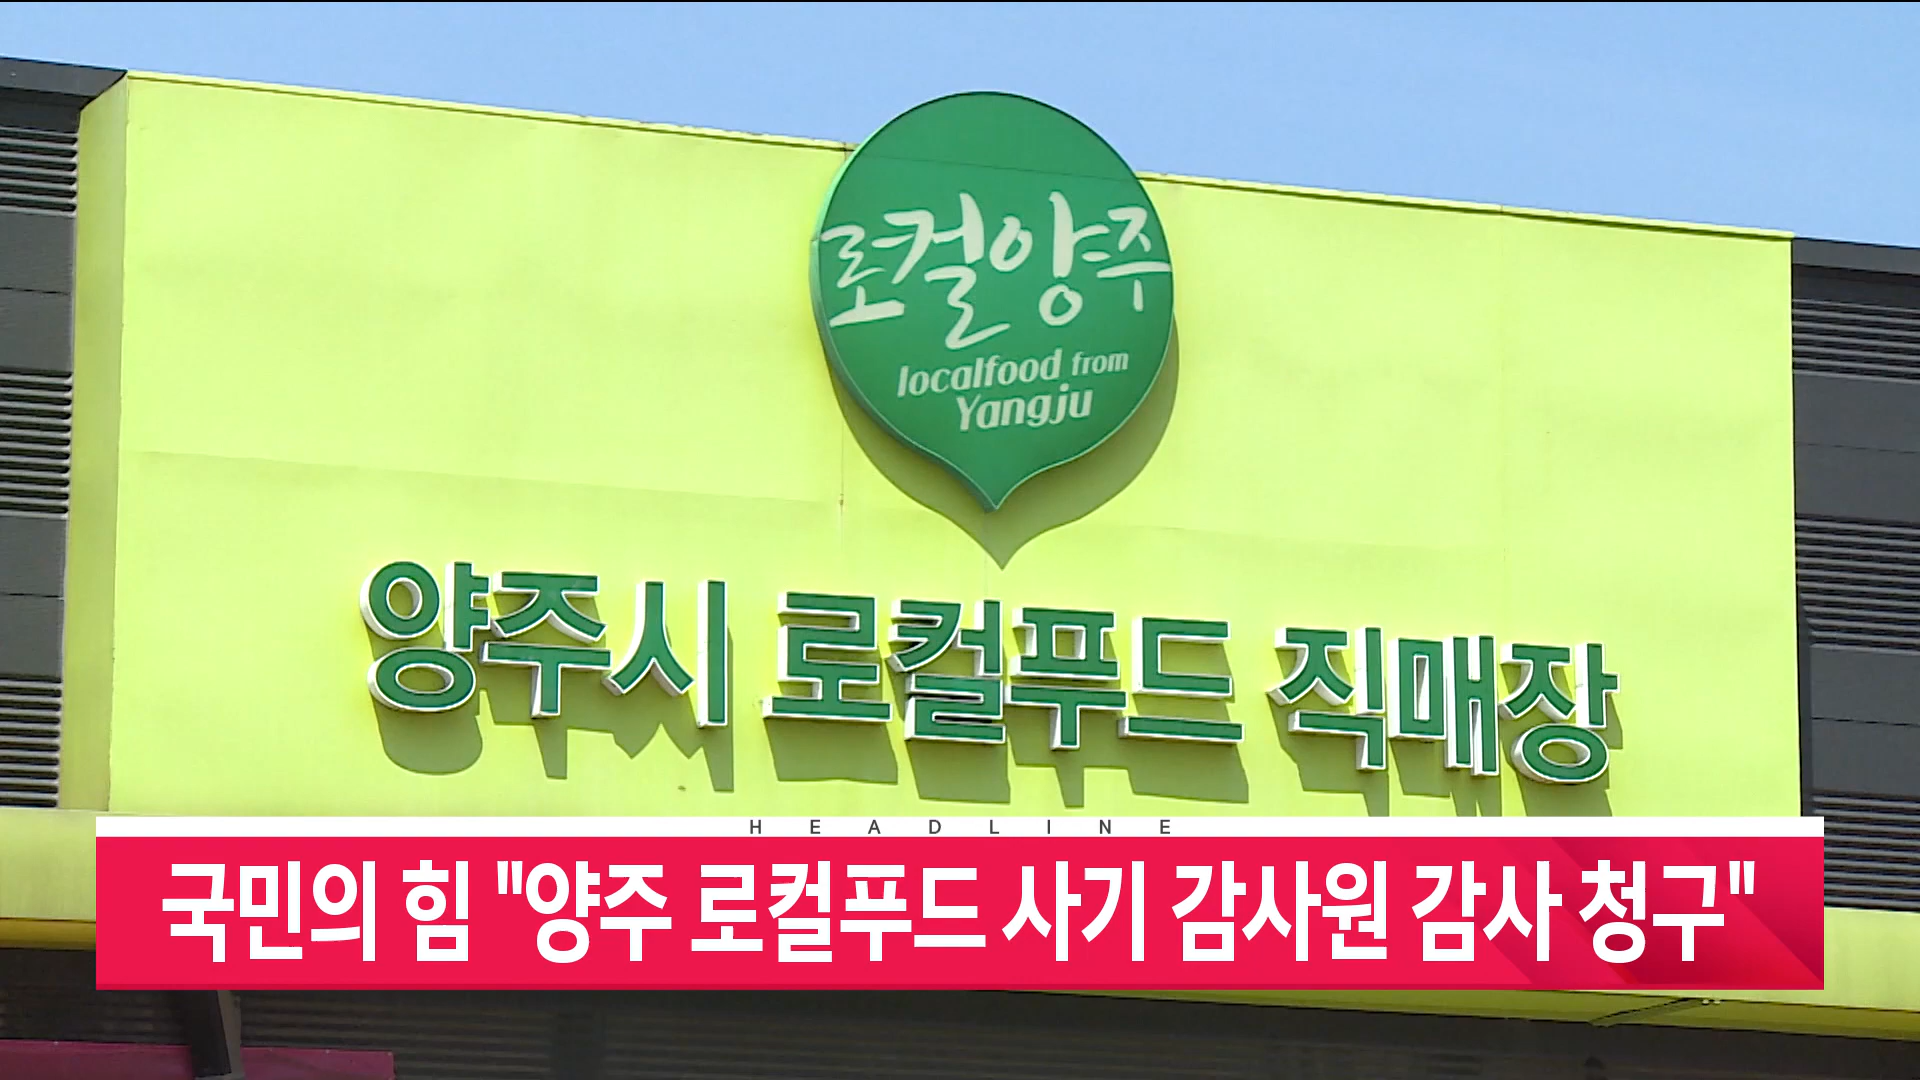 로컬양주
localfood from
Yangju
양주시 로컬푸드 직매장
HEADLINE
국민의 힘 "양주 로컬푸드 사기 감사원 감사 청구"